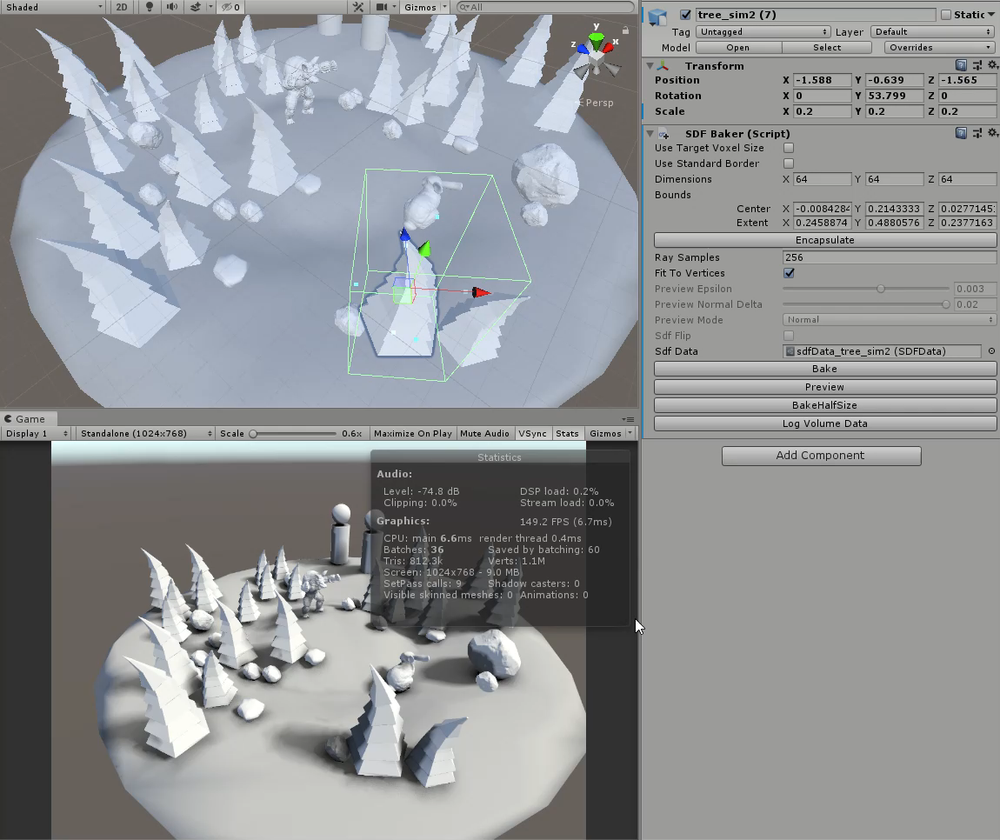 Shaded 2D 0 Gizmos All
y
z x
Persp
Game
Display 1 Standalone (1024x768) Scale 0.6x Maximize On Play Mute Audio VSync Stats Gizmos
Statistics
Audio:
Level: -74.8 dB DSP load: 0.2%
Clipping: 0.0% Stream load: 0.0%
Graphics: 149.2 FPS (6.7ms)
CPU: main 6.6ms render thread 0.4ms
Batches: 36 Saved by batching: 60
Tris: 812.3k Verts: 1.1M
Screen: 1024x768 - 9.0 MB
SetPass calls: 9 Shadow casters: 0
Visible skinned meshes: 0 Animations: 0
tree_sim2 (7) Static
Tag Untagged Layer Default
Model Open Select Overrides
Transform
Position X -1.588 Y -0.639 Z -1.565
Rotation X 0 Y 53.799 Z 0
Scale X 0.2 Y 0.2 Z 0.2
SDF Baker (Script)
Use Target Voxel Size
Use Standard Border
Dimensions X 64 Y 64 Z 64
Bounds
Center X -0.0084284 Y 0.2143333 Z 0.0277145
Extent X 0.2458874 Y 0.4880576 Z 0.2377163
Encapsulate
Ray Samples 256
Fit To Vertices
Preview Epsilon 0.003
Preview Normal Delta 0.02
Preview Mode Normal
Sdf Flip
Sdf Data sdfData_tree_sim2 (SDFData)
Bake
Preview
BakeHalfSize
Log Volume Data
Add Component